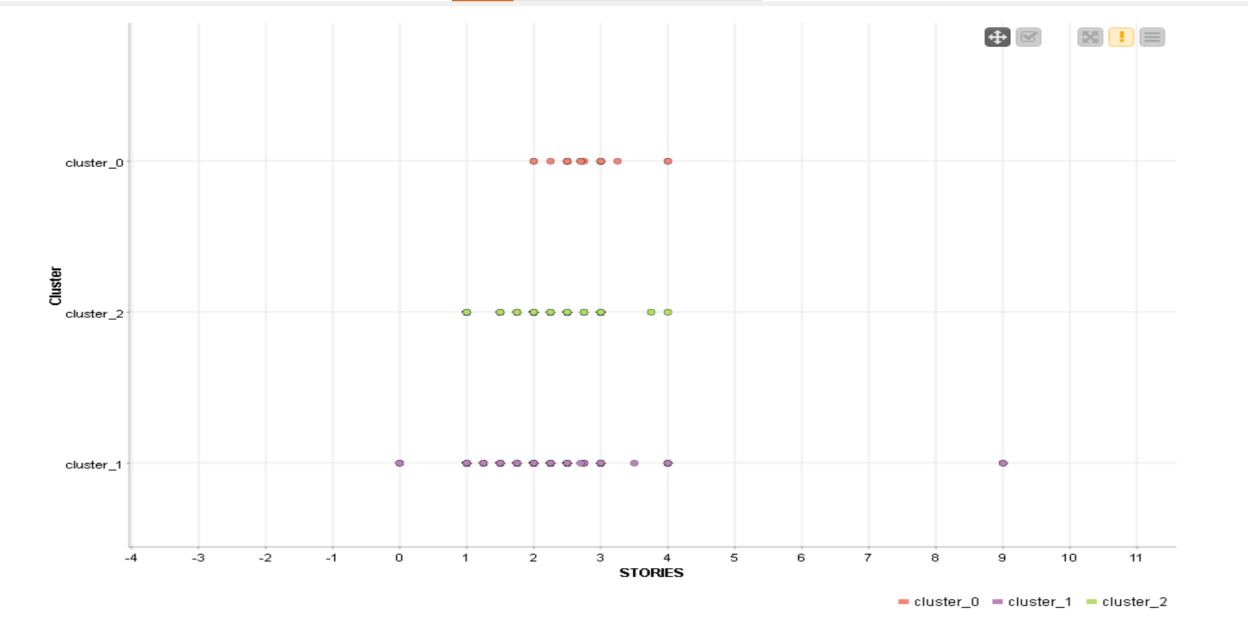 cluster_0
Cluster
cluster_2
cluster_1
-4 -3 -2 -1 0 1 2 3 4 5 6 7 8 9 10 11
STORIES
cluster_0 cluster_1 cluster_2